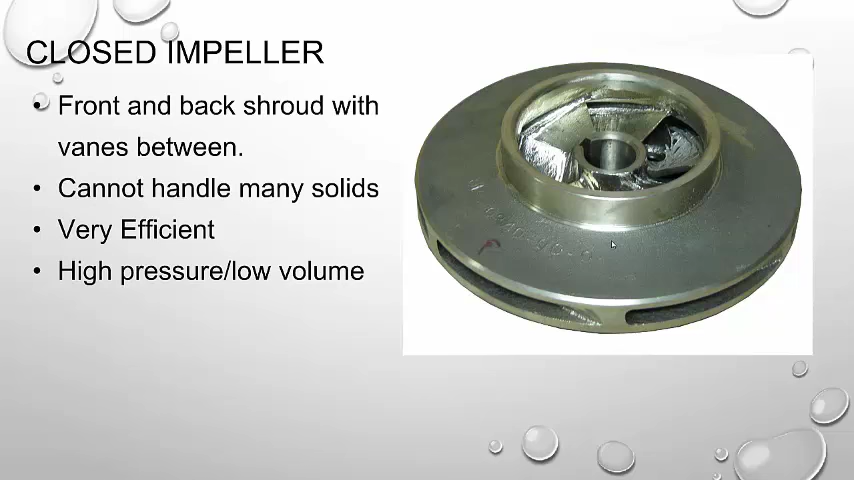 CLOSED IMPELLER
• Front and back shroud with
vanes between.
• Cannot handle many solids
• Very Efficient
• High pressure/low volume